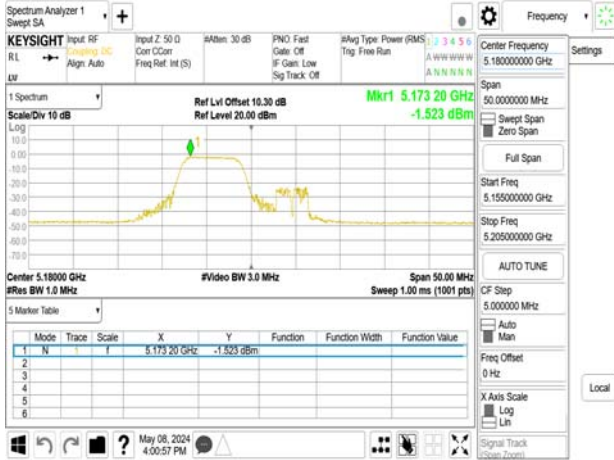 Spectrum Analyzer 1
Swept SA
+
Frequency
Settings
KEYSIGHT
RL
Input: RF
Coupling: DC
Align: Auto
Input Z: 50 Ω
Corr CCorr
Freq Ref: Int (S)
#Atten: 30 dB
PNO: Fast
Gate: Off
IF Gain: Low
Sig Track: Off
#Avg Type: Power (RMS
Trig: Free Run
1 2 3 4 5 6
A W W W W W
A N N N N N
1 Spectrum
Scale/Div 10 dB
Log
Ref Lvl Offset 10.30 dB
Ref Level 20.00 dBm
Mkr1 5.173 20 GHz
-1.523 dBm
1
10.0
0.00
-10.0
-20.0
-30.0
-40.0
-50.0
-60.0
-70.0
Center 5.18000 GHz
#Res BW 1.0 MHz
#Video BW 3.0 MHz
Span 50.00 MHz
Sweep 1.00 ms (1001 pts)
5 Marker Table
Mode Trace Scale X Y Function Function Width Function Value
1 N 1 f 5.173 20 GHz -1.523 dBm
2
3
4
5
6
Center Frequency
5.180000000 GHz
Span
50.0000000 MHz
Swept Span
Zero Span
Full Span
Start Freq
5.155000000 GHz
Stop Freq
5.205000000 GHz
AUTO TUNE
CF Step
5.000000 MHz
Auto
Man
Freq Offset
0 Hz
X Axis Scale
Log
Lin
Signal Track
(Span Zoom)
Local
?
May 08, 2024
4:00:57 PM